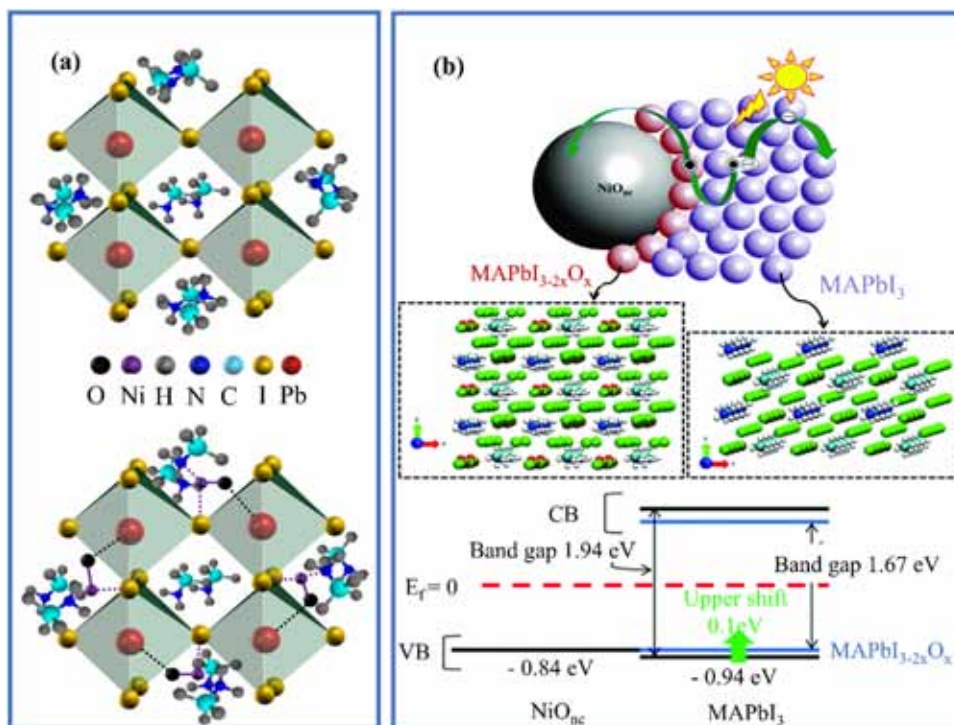 (a)
O Ni H N C I Pb
(b)
NiOnc
MAPbI3-2xOx
MAPbI3
CB
Band gap 1.94 eV
Band gap 1.67 eV
Ef = 0
Upper shift
0.1eV
VB
MAPbI3-2xOx
- 0.84 eV
- 0.94 eV
NiOnc
MAPbI3